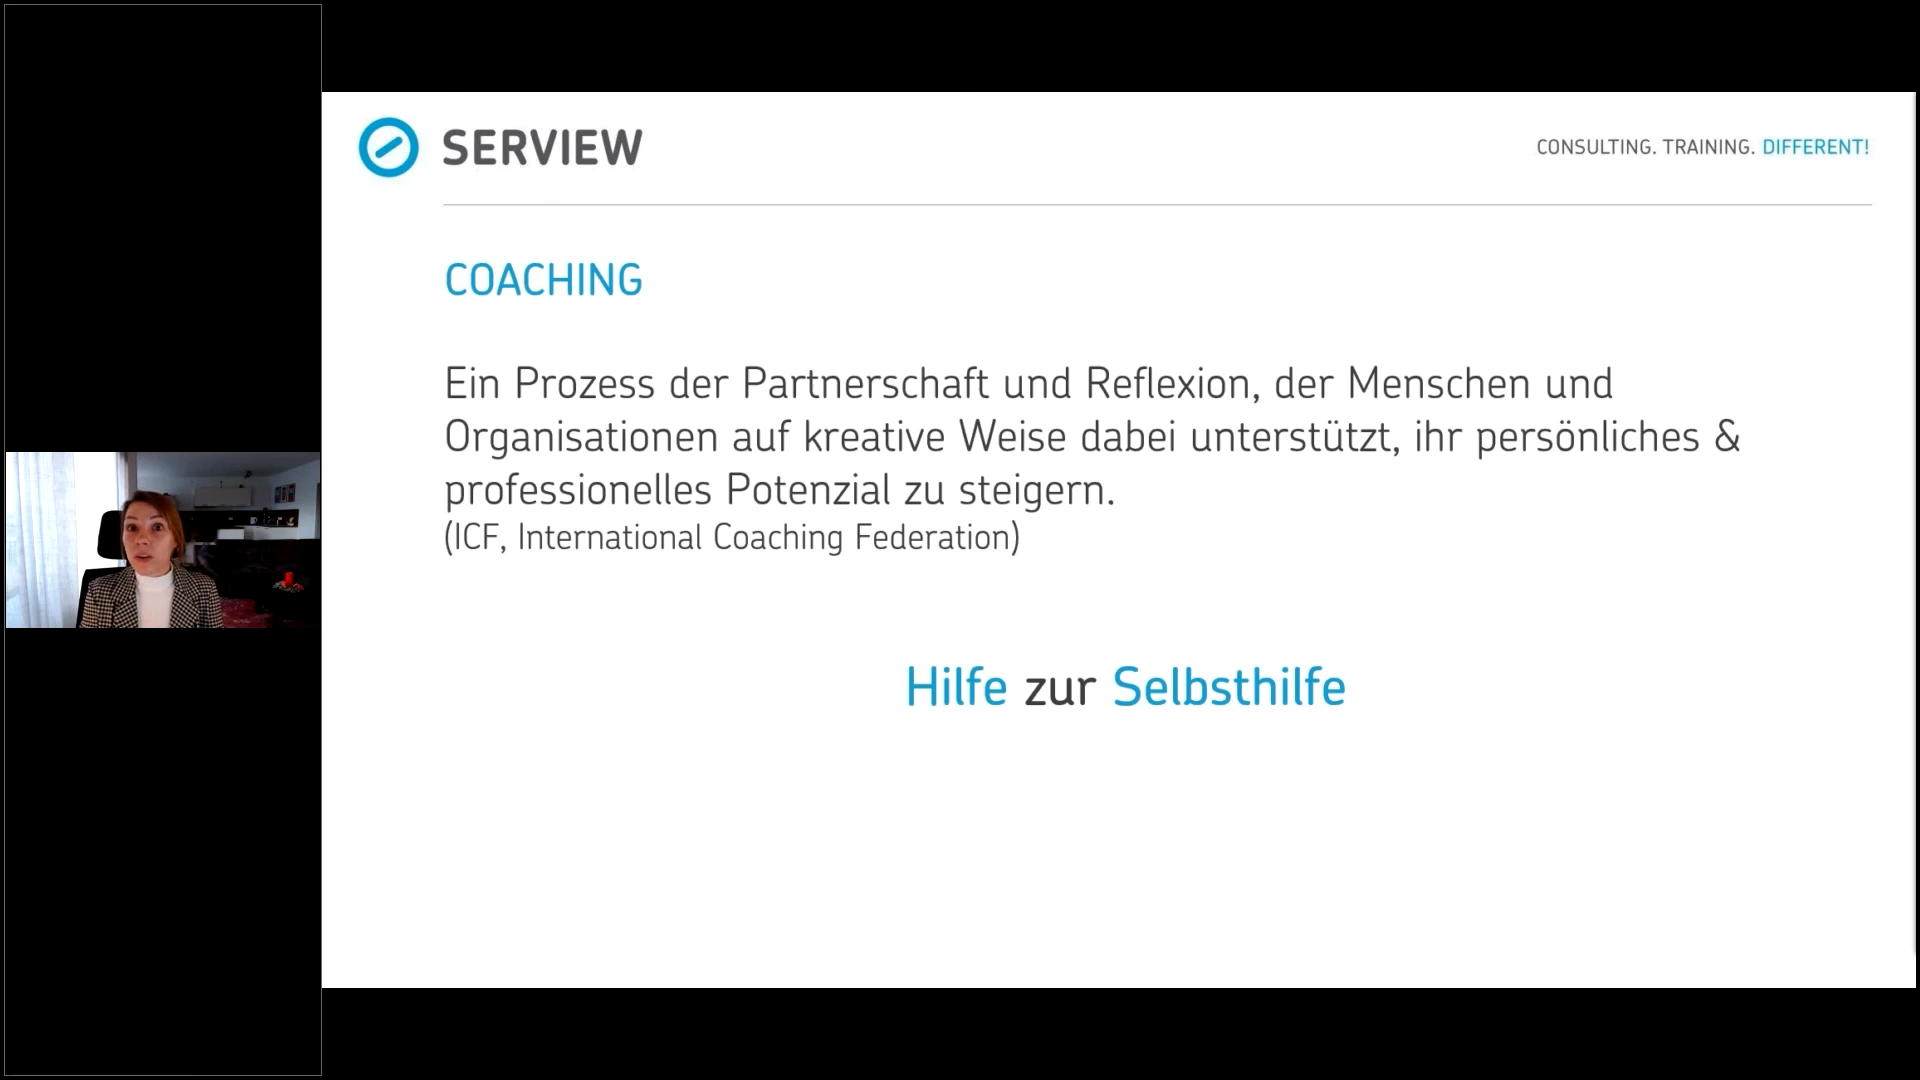 SERVIEW
CONSULTING. TRAINING. DIFFERENT!
COACHING
Ein Prozess der Partnerschaft und Reflexion, der Menschen und
Organisationen auf kreative Weise dabei unterstützt, ihr persönliches &
professionelles Potenzial zu steigern.
(ICF, International Coaching Federation)
Hilfe zur Selbsthilfe